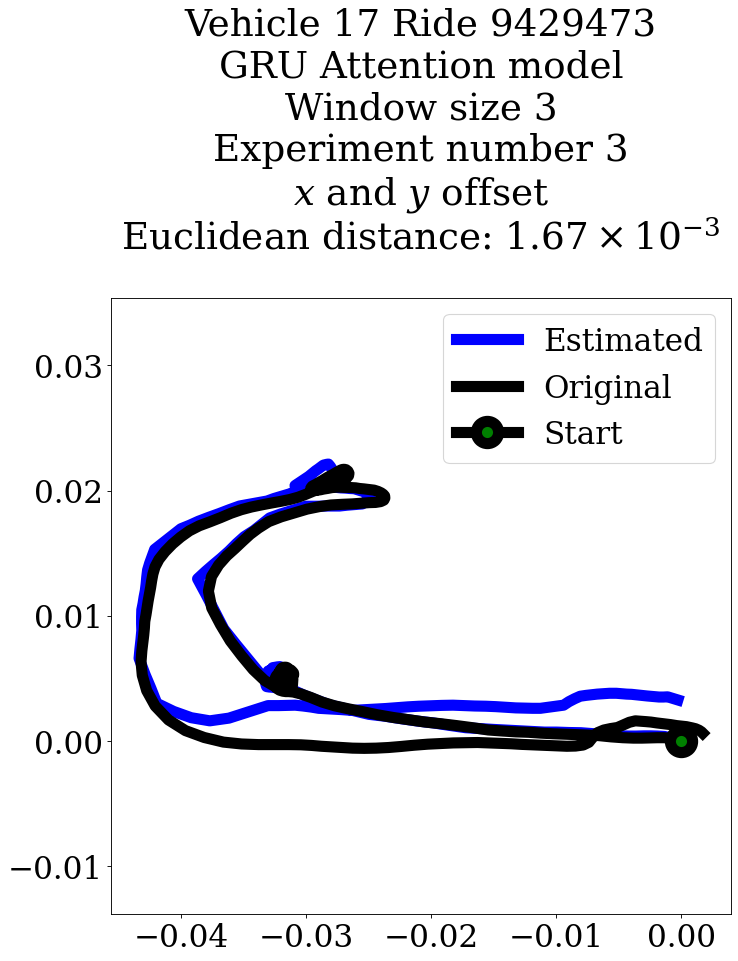 Vehicle 17 Ride 9429473
GRU Attention model
Window size 3
Experiment number 3
x and y offset
Euclidean distance: 1.67 × 10⁻³
Estimated
Original
Start
0.03
0.02
0.01
0.00
−0.01
−0.04
−0.03
−0.02
−0.01
0.00